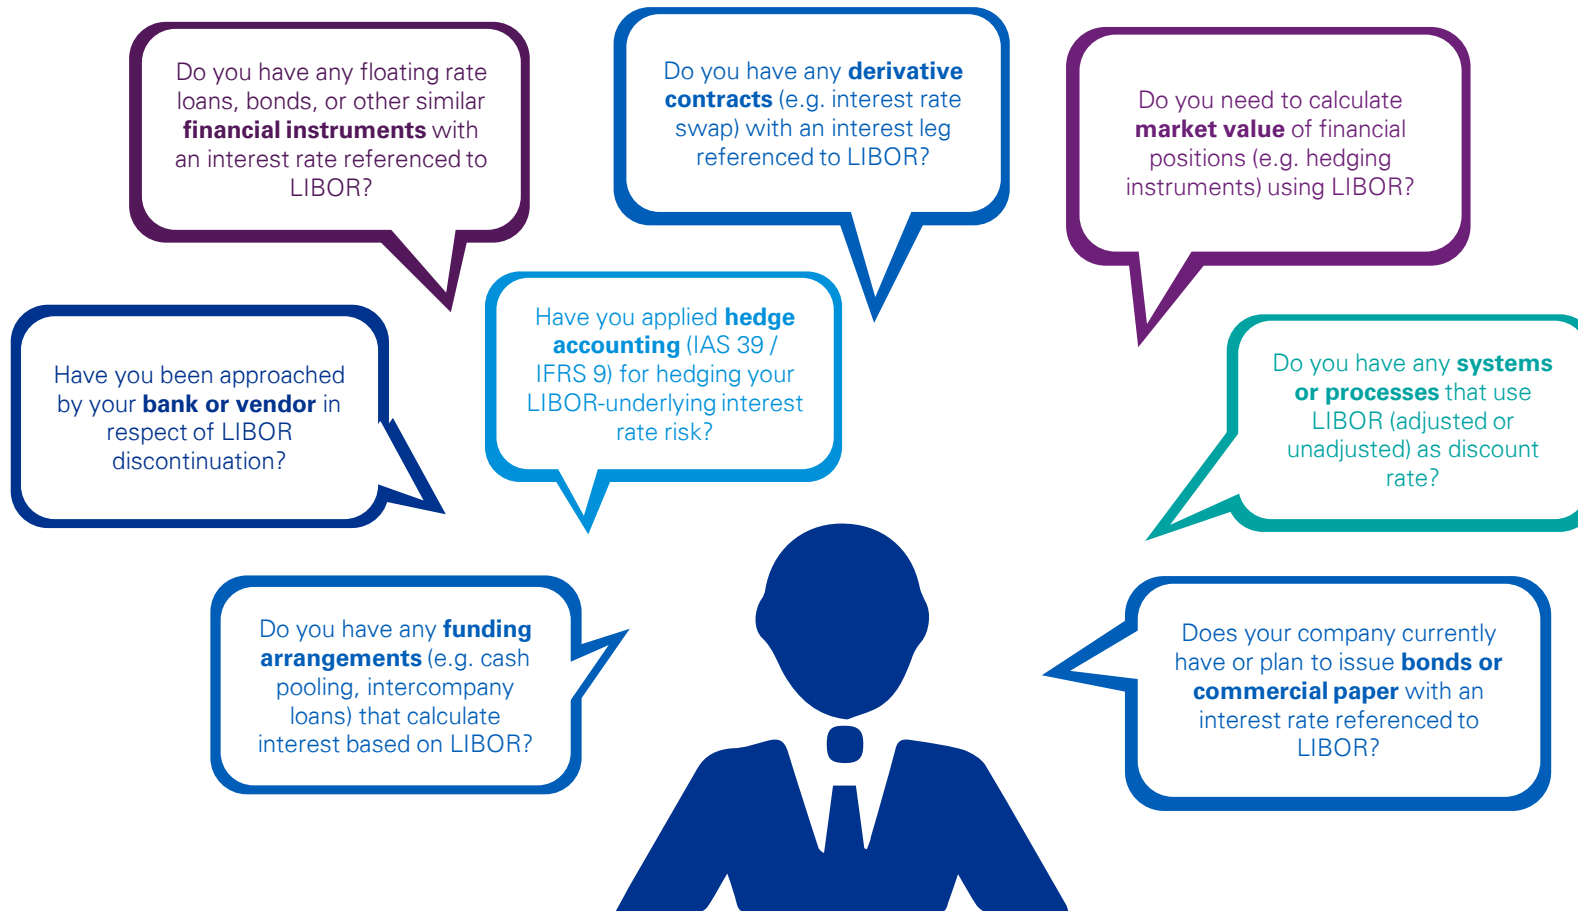 Do you have any floating rate
loans, bonds, or other similar
financial instruments with
an interest rate referenced to
LIBOR?
Do you have any derivative
contracts (e.g. interest rate
swap) with an interest leg
referenced to LIBOR?
Do you need to calculate
market value of financial
positions (e.g. hedging
instruments) using LIBOR?
Have you been approached
by your bank or vendor in
respect of LIBOR
discontinuation?
Have you applied hedge
accounting (IAS 39 /
IFRS 9) for hedging your
LIBOR-underlying interest
rate risk?
Do you have any systems
or processes that use
LIBOR (adjusted or
unadjusted) as discount
rate?
Do you have any funding
arrangements (e.g. cash
pooling, intercompany
loans) that calculate
interest based on LIBOR?
Does your company currently
have or plan to issue bonds or
commercial paper with an
interest rate referenced to
LIBOR?